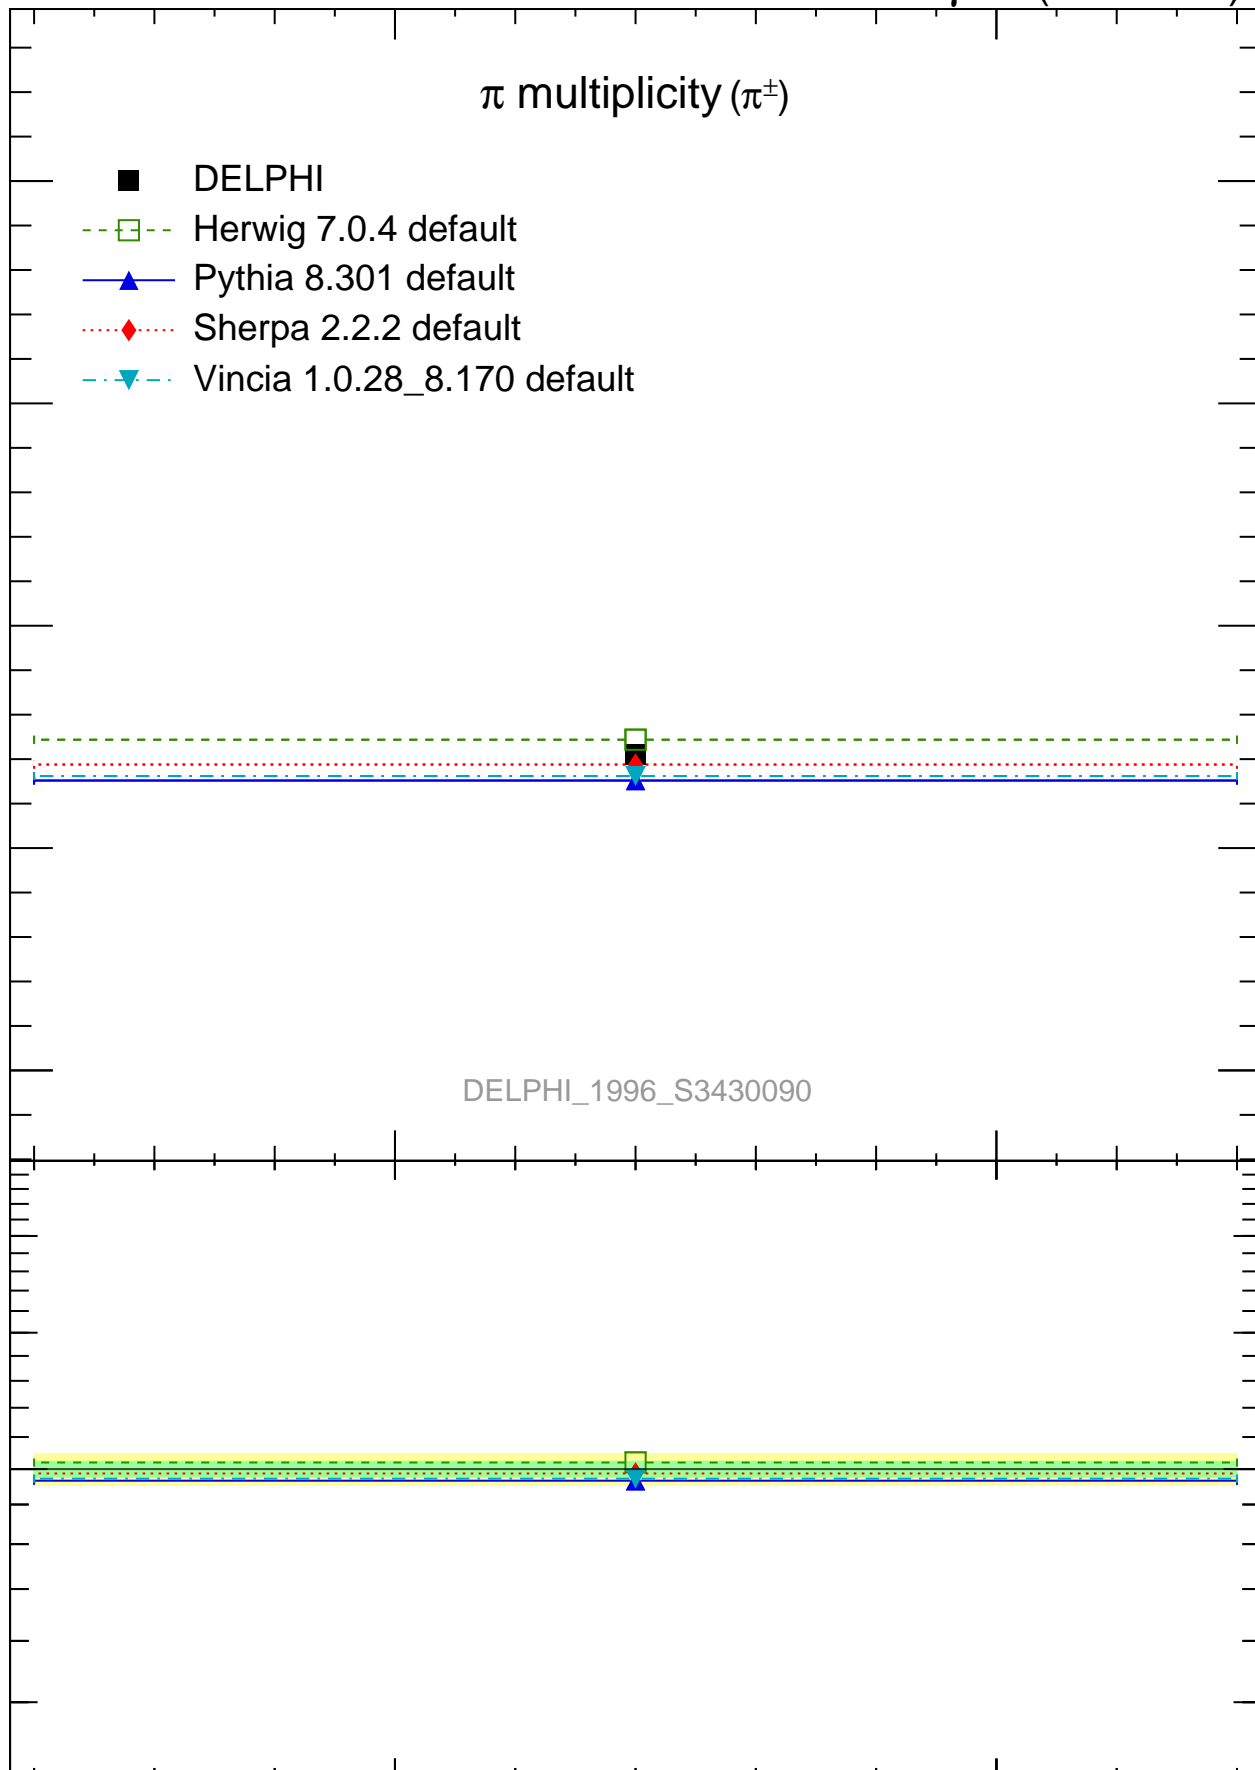 π multiplicity (π±)
DELPHI
Herwig 7.0.4 default
Pythia 8.301 default
Sherpa 2.2.2 default
Vincia 1.0.28_8.170 default
DELPHI_1996_S3430090